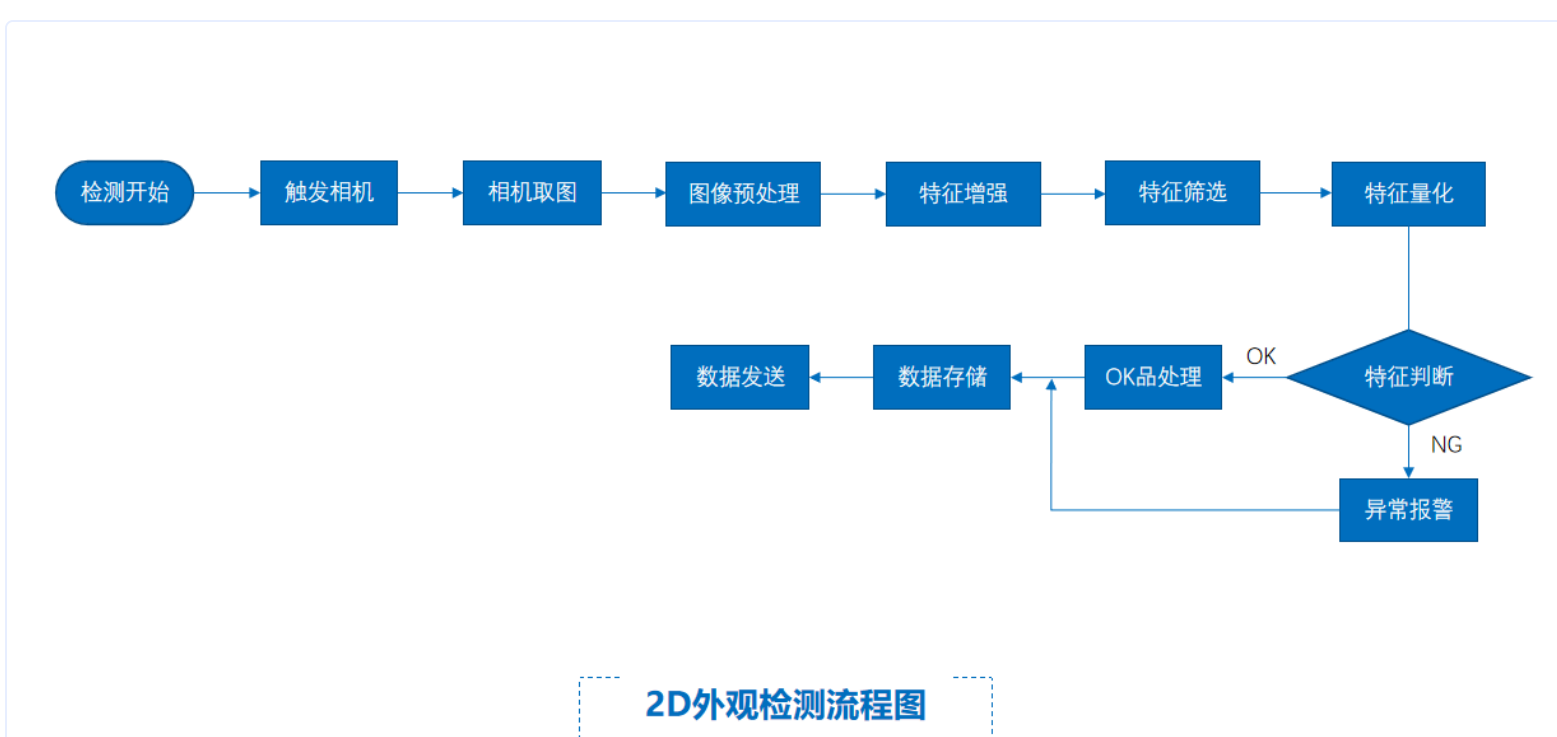 检测开始
触发相机
相机取图
图像预处理
特征增强
特征筛选
特征量化
数据发送
数据存储
OK品处理
OK
特征判断
NG
异常报警
2D外观检测流程图